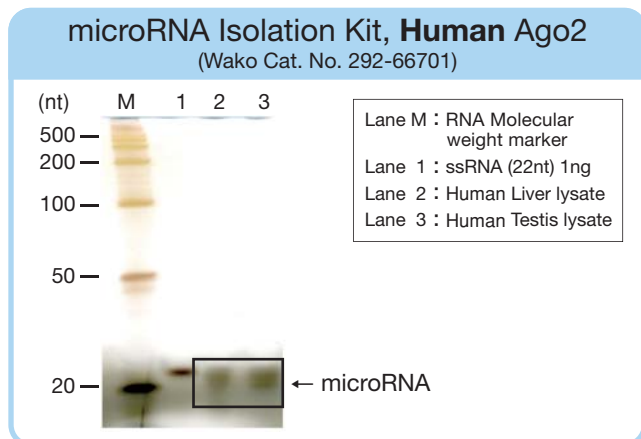 microRNA Isolation Kit, Human Ago2
(Wako Cat. No. 292-66701)
(nt) M 1 2 3
500
200
100
50
20
← microRNA
Lane M : RNA Molecular
weight marker
Lane 1 : ssRNA (22nt) 1ng
Lane 2 : Human Liver lysate
Lane 3 : Human Testis lysate